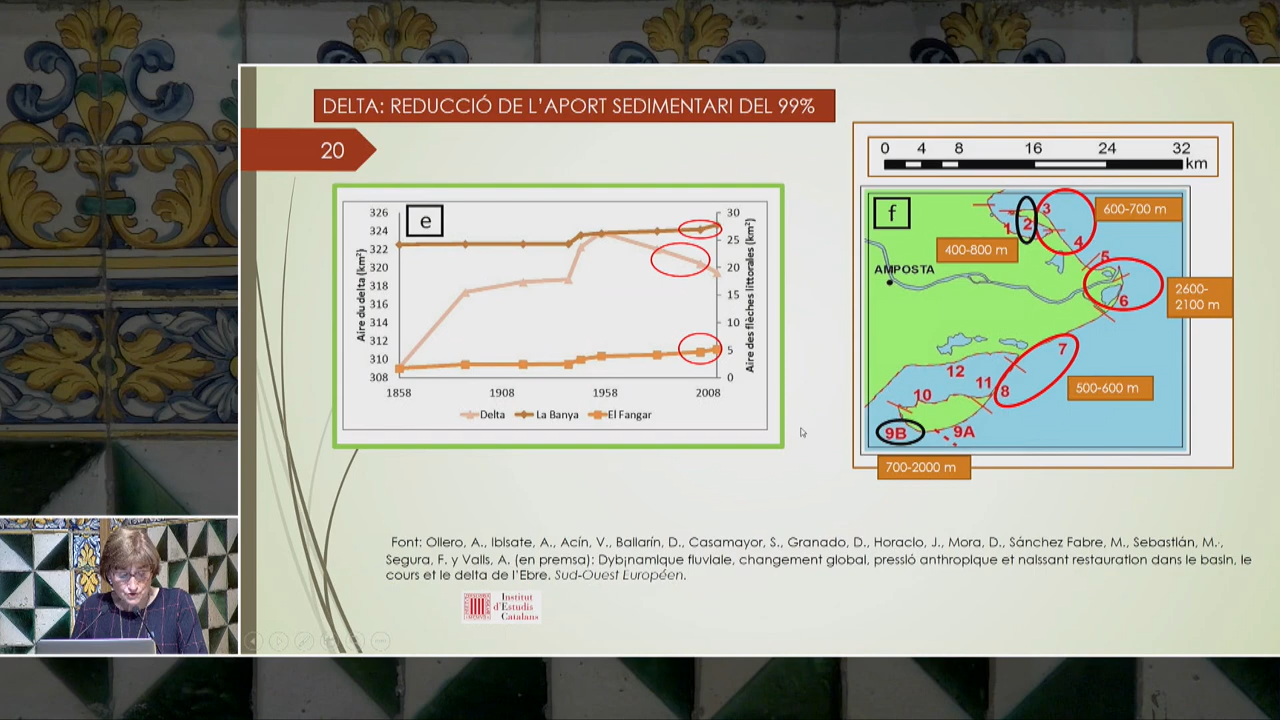 DELTA: REDUCCIÓ DE L'APORT SEDIMENTARI DEL 99%
20
e
Aire du delta (km²)
326
324
322
320
318
316
314
312
310
308
30
25
20
15
10
5
0
Aire des flèches littorales (km²)
1858 1908 1958 2008
Delta La Banya El Fangar
0 4 8 16 24 32
km
f
600-700 m
400-800 m
AMPOSTA
2600-
2100 m
500-600 m
700-2000 m
1
2
3
4
5
6
7
8
9A
9B
10
11
12
Font: Ollero, A., Ibisate, A., Acín, V., Ballarín, D., Casamayor, S., Granado, D., Horacio, J., Mora, D., Sánchez Fabre, M., Sebastián, M.,
Segura, F. y Valls, A. (en premsa): Dybjnamique fluviale, changement global, pressió anthropique et naissant restauration dans le basin, le
cours et le delta de l'Ebre. Sud-Ouest Européen.
Institut
d'Estudis
Catalans